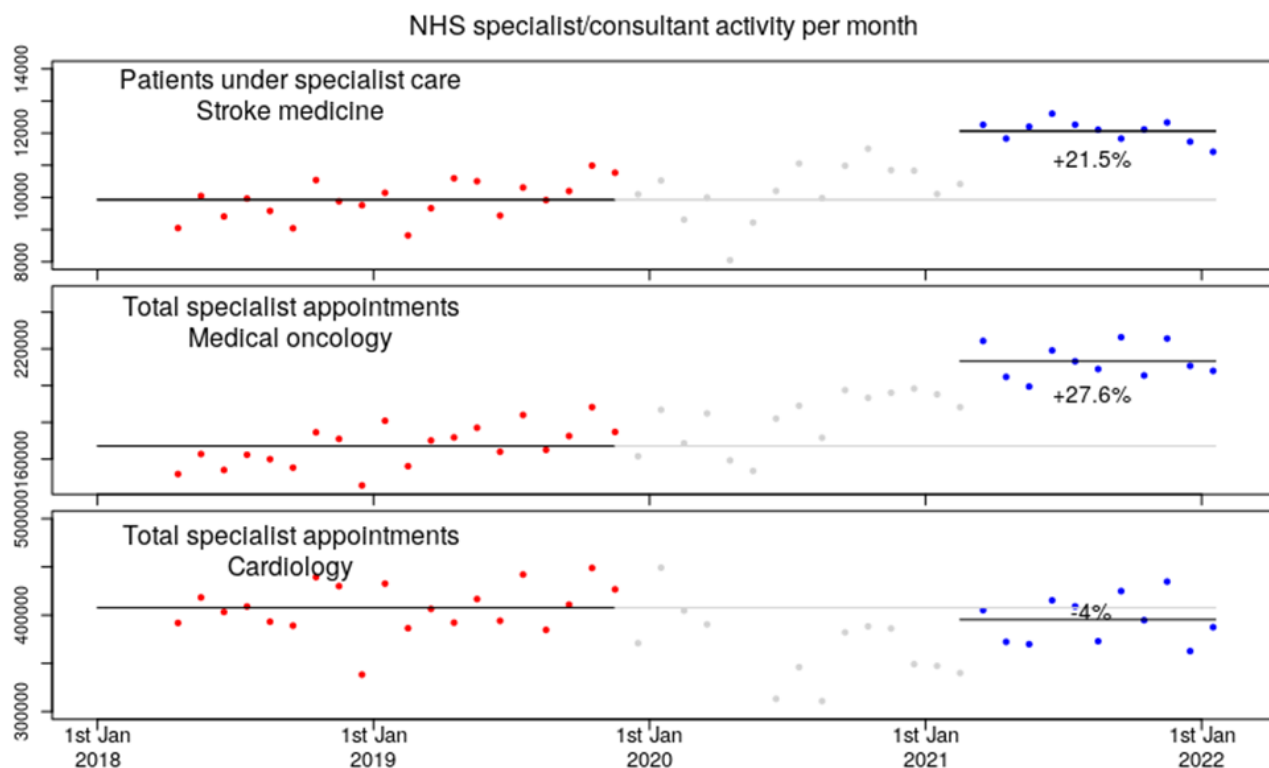 NHS specialist/consultant activity per month
Patients under specialist care
Stroke medicine
14000
12000
10000
8000
+21.5%
Total specialist appointments
Medical oncology
220000
160000
+27.6%
Total specialist appointments
Cardiology
500000
400000
300000
-4%
1st Jan 1st Jan 1st Jan 1st Jan 1st Jan
2018 2019 2020 2021 2022